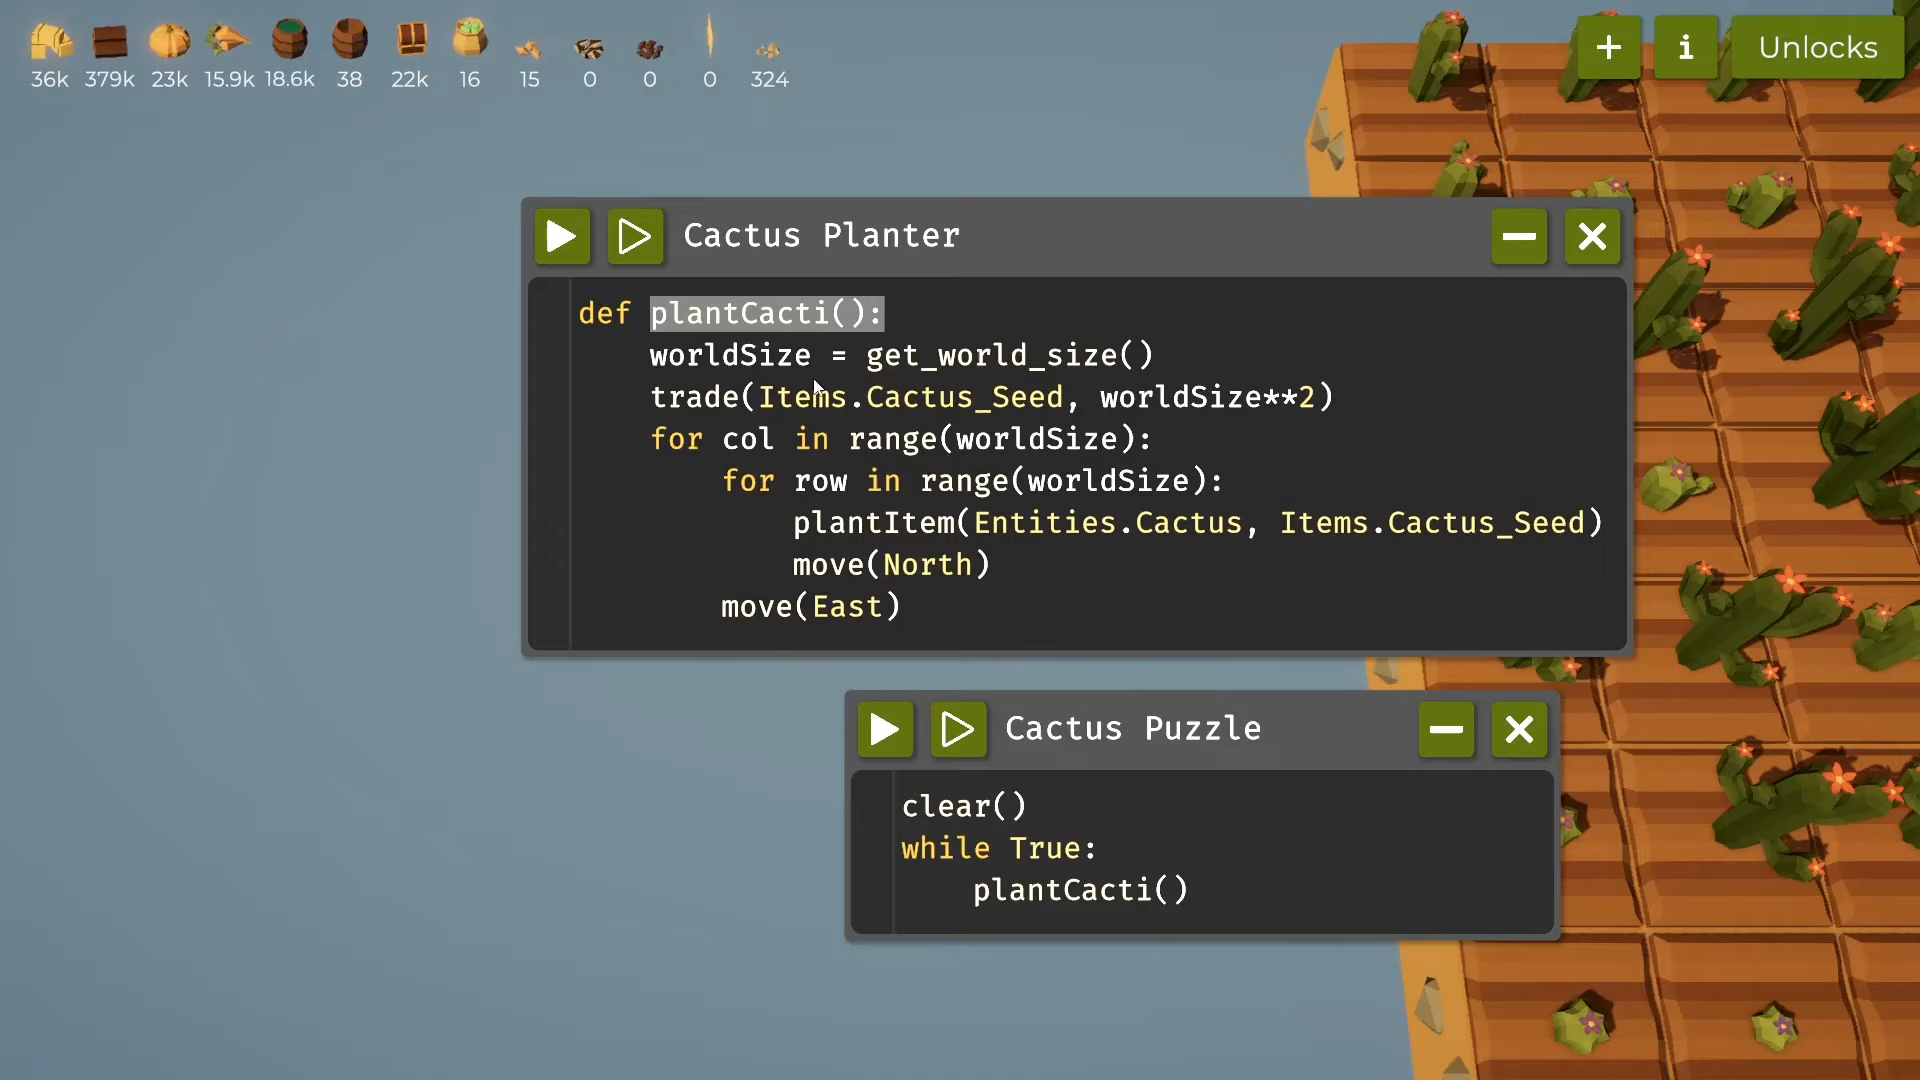 36k 379k 23k 15.9k 18.6k 38 22k 16 15 0 0 0 324
+ i Unlocks
Cactus Planter
def plantCacti():
    worldSize = get_world_size()
    trade(Items.Cactus_Seed, worldSize**2)
    for col in range(worldSize):
        for row in range(worldSize):
            plantItem(Entities.Cactus, Items.Cactus_Seed)
            move(North)
        move(East)
Cactus Puzzle
clear()
while True:
    plantCacti()